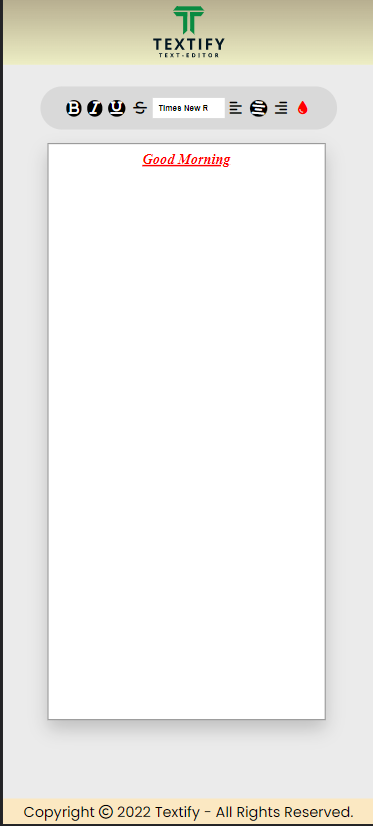 TEXTIFY
TEXT-EDITOR
B I U S Times New R
Good Morning
Copyright © 2022 Textify - All Rights Reserved.